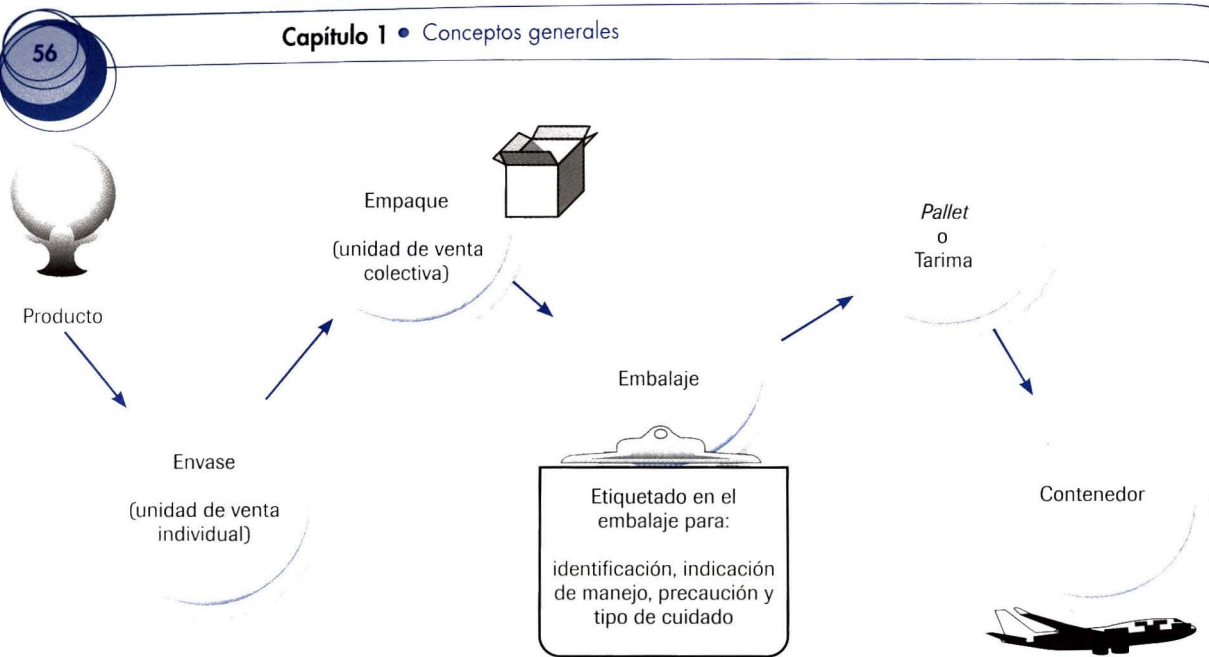 56
Capítulo 1 • Conceptos generales
Producto
Envase
(unidad de venta
individual)
Empaque
(unidad de venta
colectiva)
Embalaje
Etiquetado en el
embalaje para:
identificación, indicación
de manejo, precaución y
tipo de cuidado
Pallet
o
Tarima
Contenedor